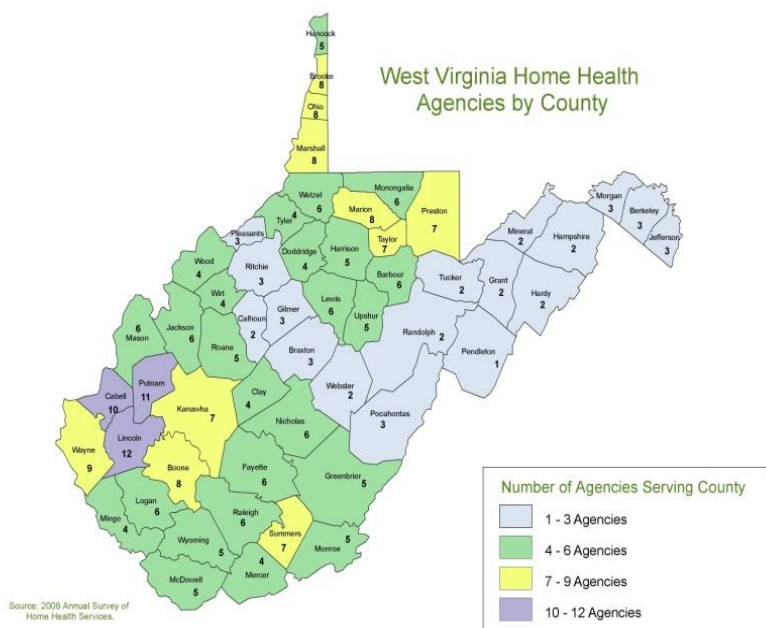 West Virginia Home Health
Agencies by County
Hancock
5
Brooke
8
Ohio
8
Marshall
8
Wetzel
6
Monongalia
6
Marion
8
Preston
7
Taylor
7
Tyler
4
Pleasants
3
Doddridge
4
Harrison
5
Barbour
6
Wood
4
Ritchie
3
Wirt
4
Lewis
6
Upshur
5
Calhoun
2
Gilmer
3
Tucker
2
Grant
2
Mineral
2
Hampshire
2
Morgan
3
Berkeley
3
Jefferson
3
Hardy
2
Randolph
2
Pendleton
1
6
Mason
Jackson
6
Roane
5
Braxton
3
Webster
2
Pocahontas
3
Cabell
10
Putnam
11
Kanawha
7
Clay
4
Nicholas
6
Wayne
9
Lincoln
12
Boone
8
Fayette
6
Greenbrier
5
Mingo
4
Logan
6
Raleigh
6
Summers
7
Wyoming
5
5
Monroe
McDowell
5
4
Mercer
Number of Agencies Serving County
1 - 3 Agencies
4 - 6 Agencies
7 - 9 Agencies
10 - 12 Agencies
Source: 2008 Annual Survey of
Home Health Services.